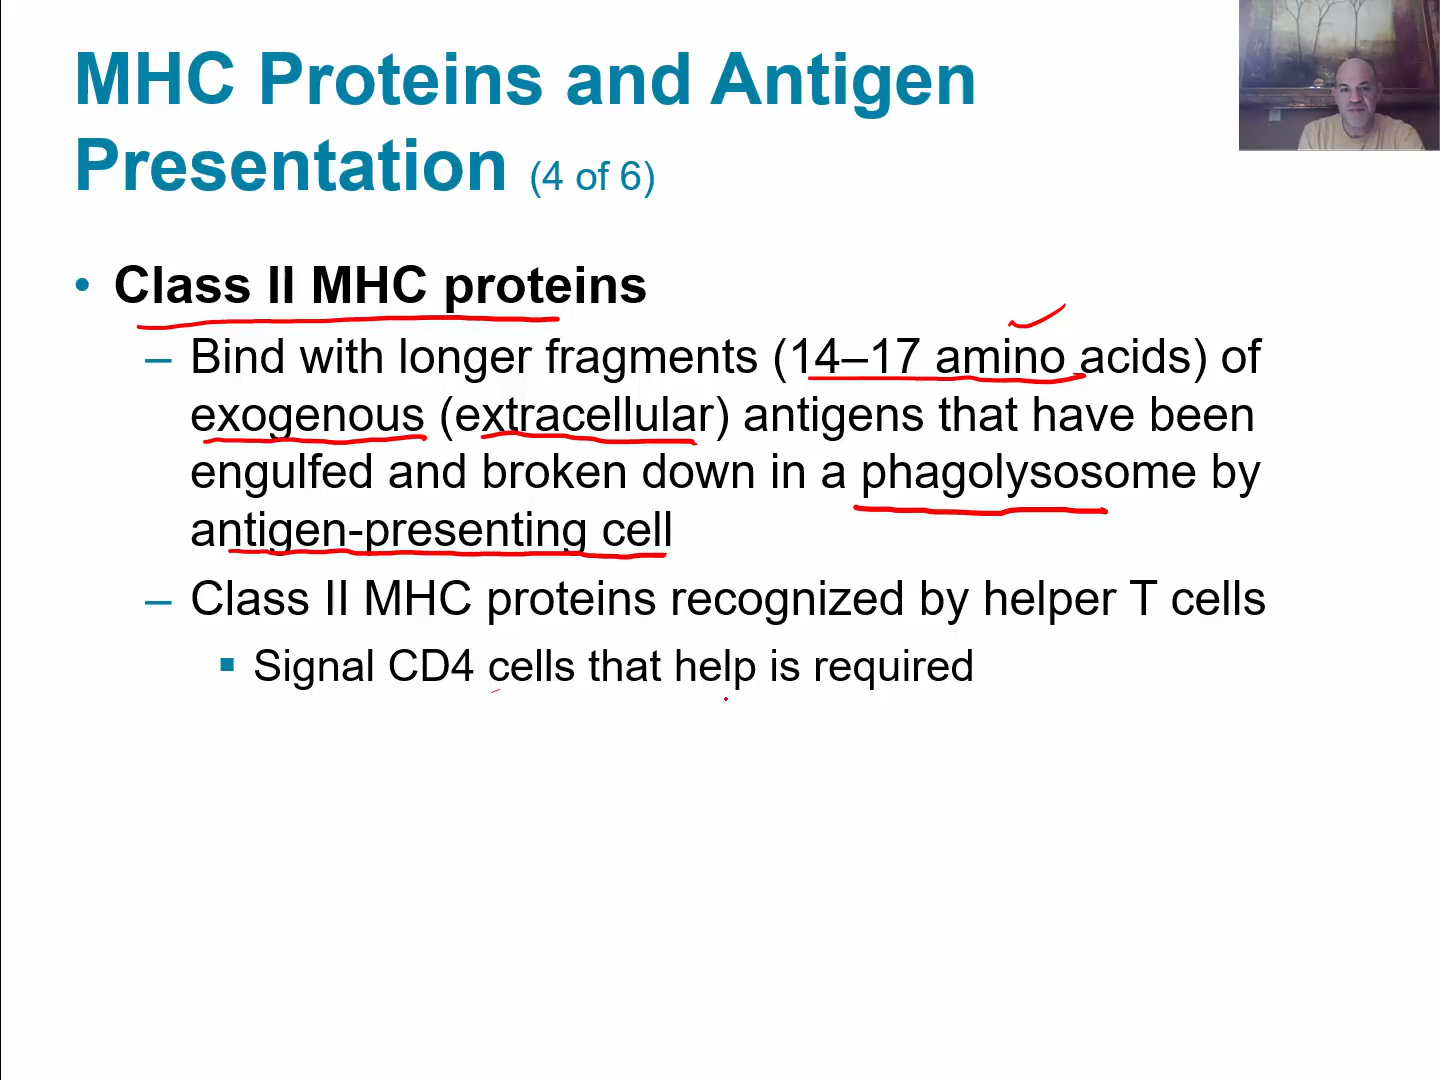 MHC Proteins and Antigen
Presentation (4 of 6)
• Class II MHC proteins
– Bind with longer fragments (14–17 amino acids) of
exogenous (extracellular) antigens that have been
engulfed and broken down in a phagolysosome by
antigen-presenting cell
– Class II MHC proteins recognized by helper T cells
▪ Signal CD4 cells that help is required